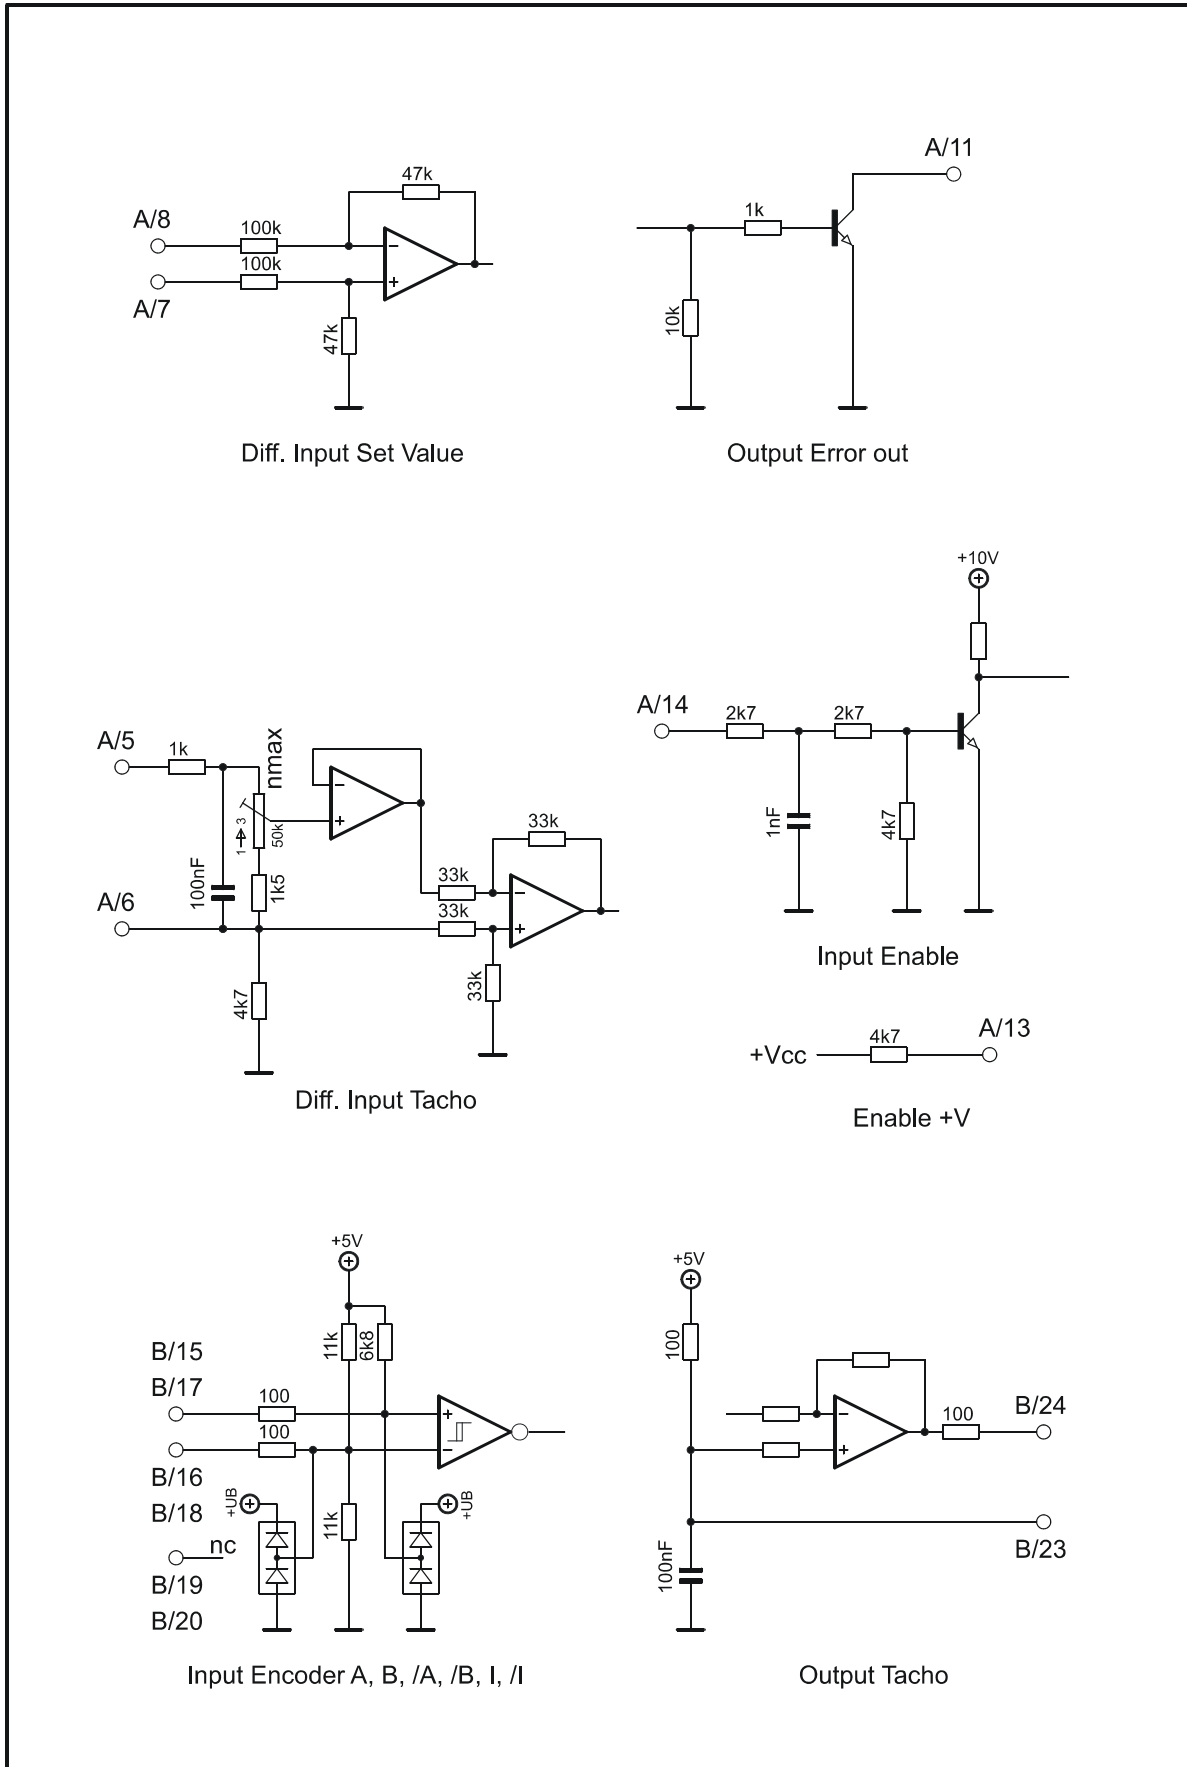 47k
A/8
100k
100k
A/7
47k
Diff. Input Set Value
A/11
1k
10k
Output Error out
A/5
1k
nmax
1 3
50k
100nF
1k5
A/6
4k7
33k
33k
33k
33k
Diff. Input Tacho
+10V
A/14
2k7
2k7
1nF
4k7
Input Enable
+Vcc
4k7
A/13
Enable +V
+5V
B/15
B/17
11k
6k8
100
100
B/16
B/18
+UB
11k
+UB
nc
B/19
B/20
Input Encoder A, B, /A, /B, I, /I
+5V
100
100
B/24
B/23
100nF
Output Tacho